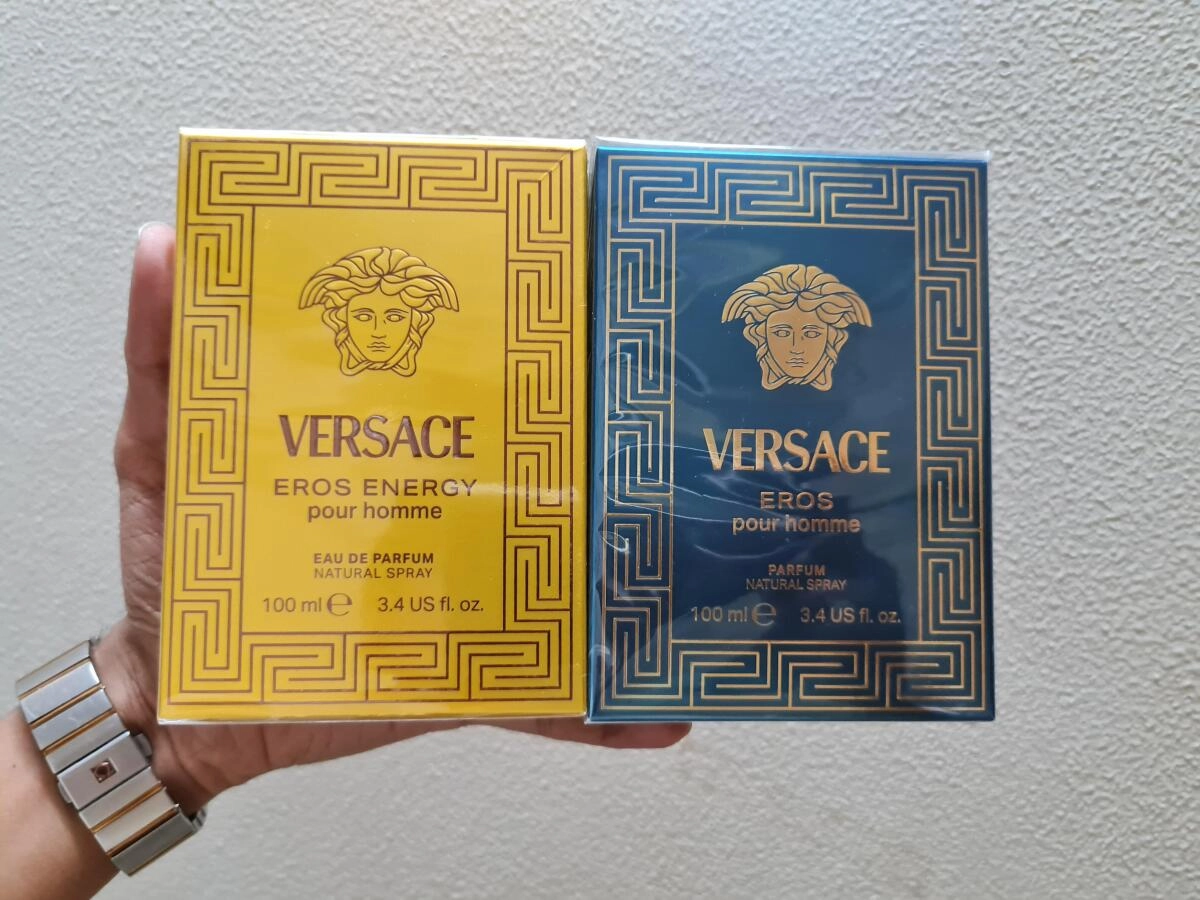 VERSACE
EROS ENERGY
pour homme
EAU DE PARFUM
NATURAL SPRAY
100 ml ℮ 3.4 US fl. oz.
VERSACE
EROS
pour homme
PARFUM
NATURAL SPRAY
100 ml ℮ 3.4 US fl. oz.